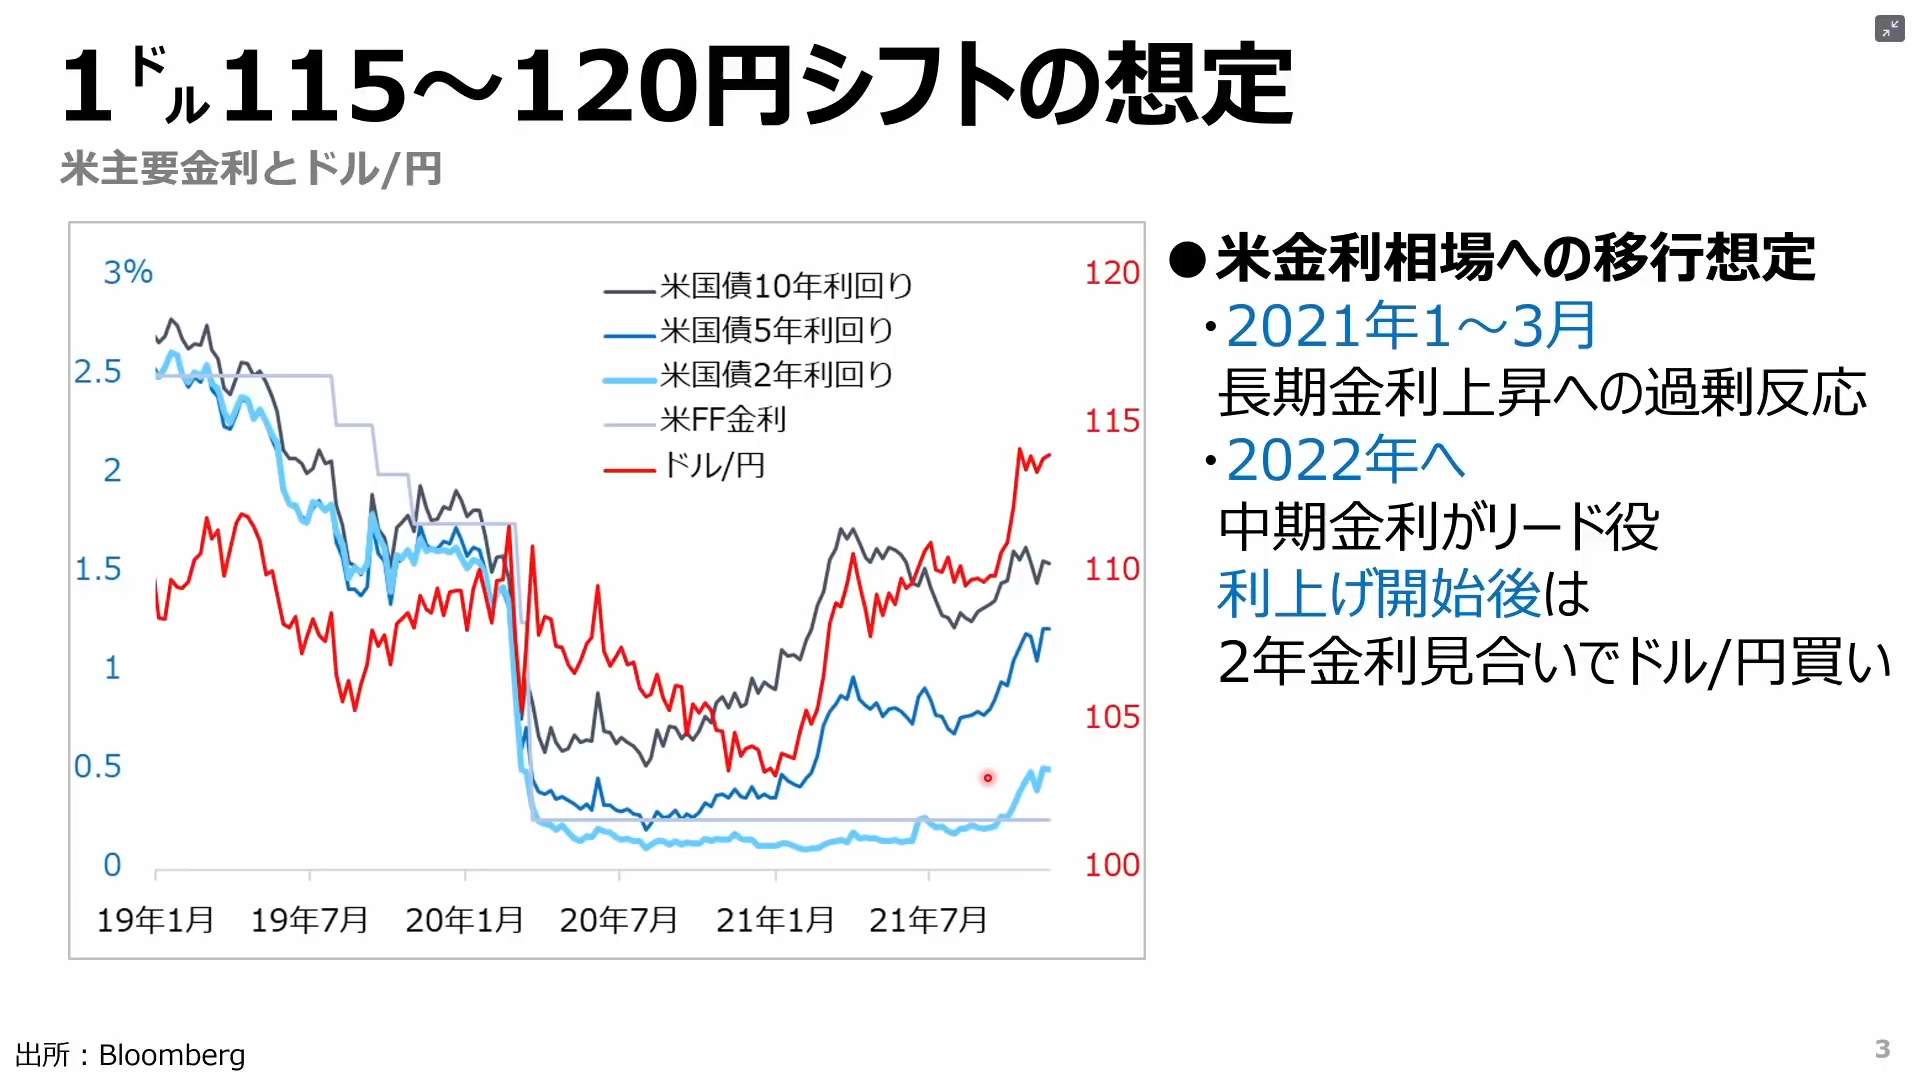 1ドル115～120円シフトの想定
米主要金利とドル/円
3%
2.5
2
1.5
1
0.5
0
米国債10年利回り
米国債5年利回り
米国債2年利回り
米FF金利
ドル/円
120
115
110
105
100
19年1月 19年7月 20年1月 20年7月 21年1月 21年7月
●米金利相場への移行想定
・2021年1～3月
長期金利上昇への過剰反応
・2022年へ
中期金利がリード役
利上げ開始後は
2年金利見合いでドル/円買い
出所：Bloomberg
3